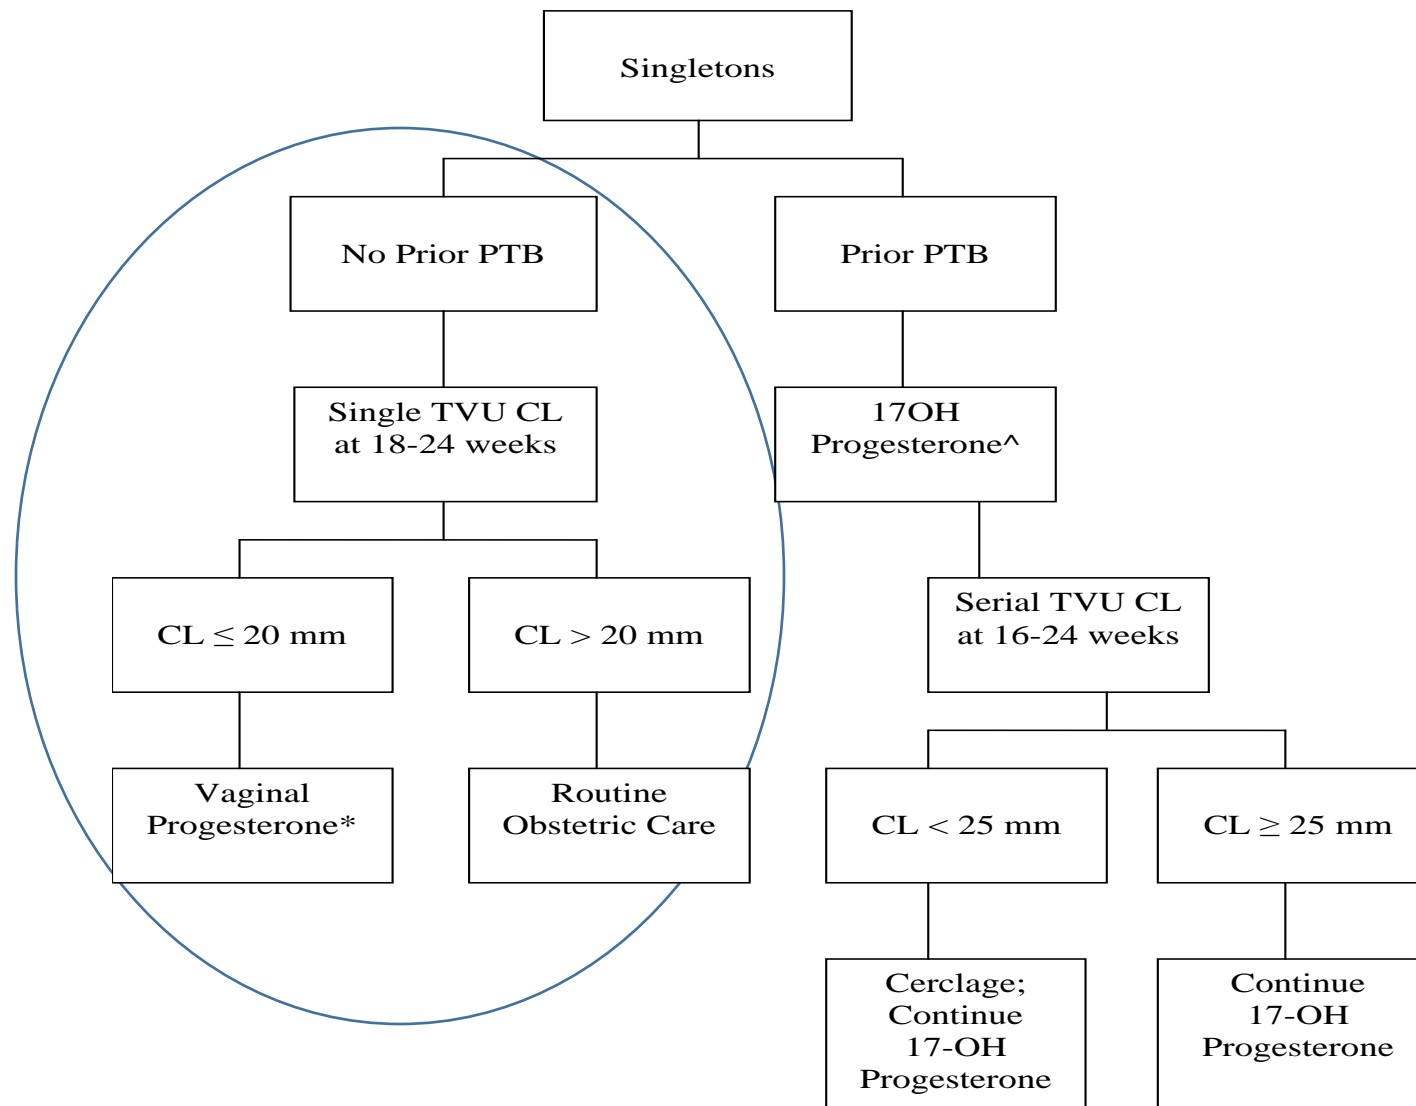 Singletons
No Prior PTB
Prior PTB
Single TVU CL
at 18-24 weeks
17OH
Progesterone^
CL ≤ 20 mm
CL > 20 mm
Serial TVU CL
at 16-24 weeks
Vaginal
Progesterone*
Routine
Obstetric Care
CL < 25 mm
CL ≥ 25 mm
Cerclage;
Continue
17-OH
Progesterone
Continue
17-OH
Progesterone